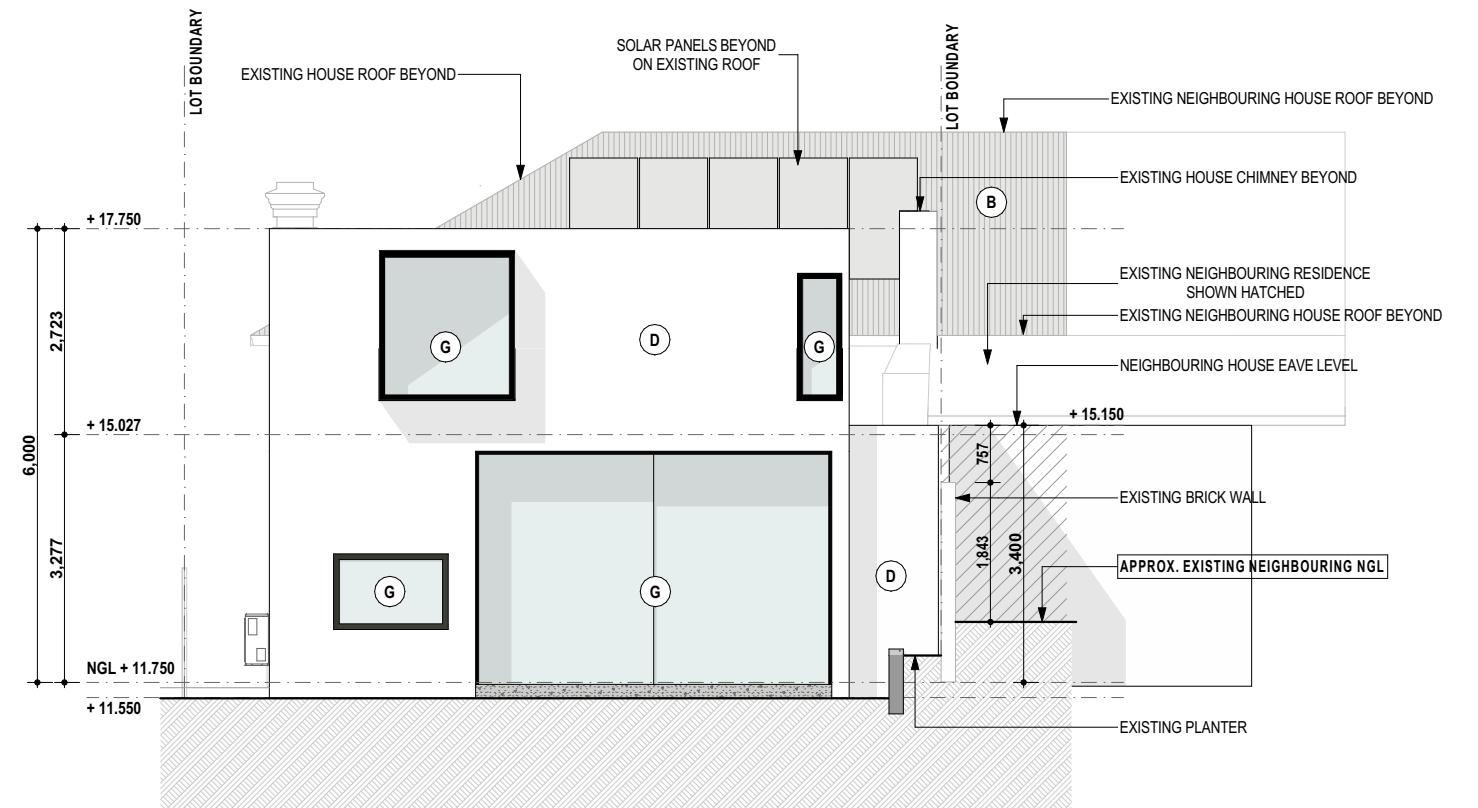 LOT BOUNDARY
LOT BOUNDARY
SOLAR PANELS BEYOND
ON EXISTING ROOF
EXISTING HOUSE ROOF BEYOND
EXISTING NEIGHBOURING HOUSE ROOF BEYOND
EXISTING HOUSE CHIMNEY BEYOND
B
+ 17.750
EXISTING NEIGHBOURING RESIDENCE
SHOWN HATCHED
EXISTING NEIGHBOURING HOUSE ROOF BEYOND
2,723
G
D
G
NEIGHBOURING HOUSE EAVE LEVEL
+ 15.150
+ 15.027
6,000
757
EXISTING BRICK WALL
3,277
1,843
3,400
APPROX. EXISTING NEIGHBOURING NGL
D
G
G
NGL + 11.750
+ 11.550
EXISTING PLANTER